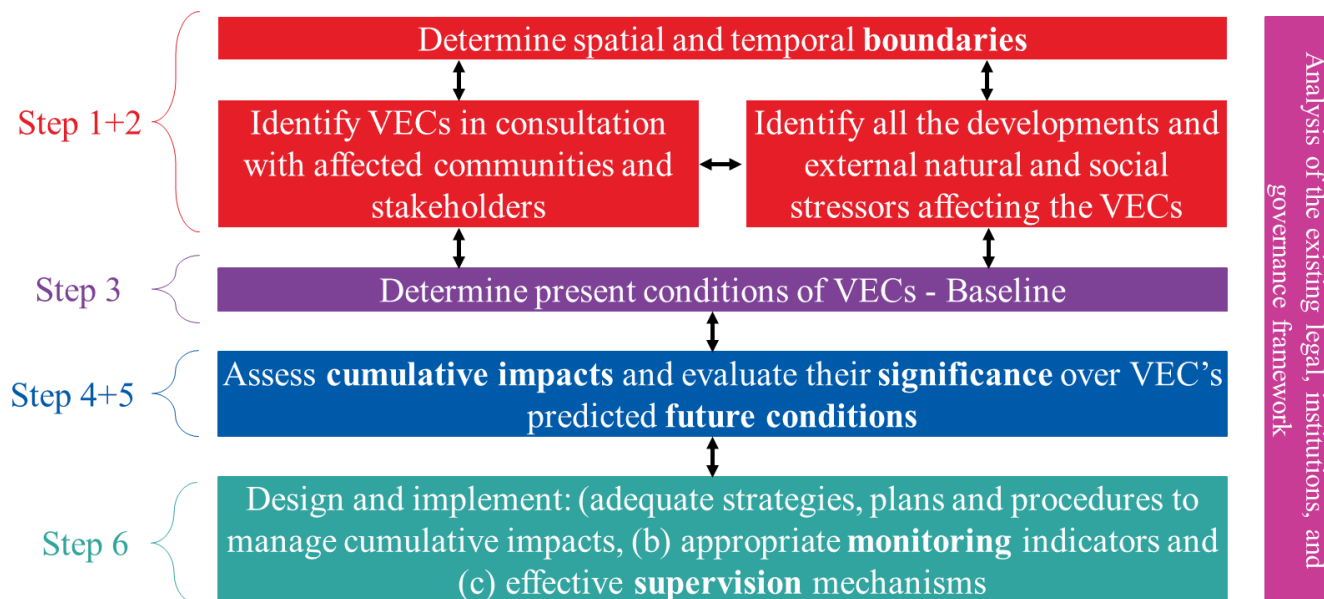 Determine spatial and temporal boundaries
Step 1+2
Identify VECs in consultation
with affected communities and
stakeholders
Identify all the developments and
external natural and social
stressors affecting the VECs
Step 3
Determine present conditions of VECs - Baseline
Step 4+5
Assess cumulative impacts and evaluate their significance over VEC’s
predicted future conditions
Step 6
Design and implement: (adequate strategies, plans and procedures to
manage cumulative impacts, (b) appropriate monitoring indicators and
(c) effective supervision mechanisms
Analysis of the existing legal, institutions, and
governance framework